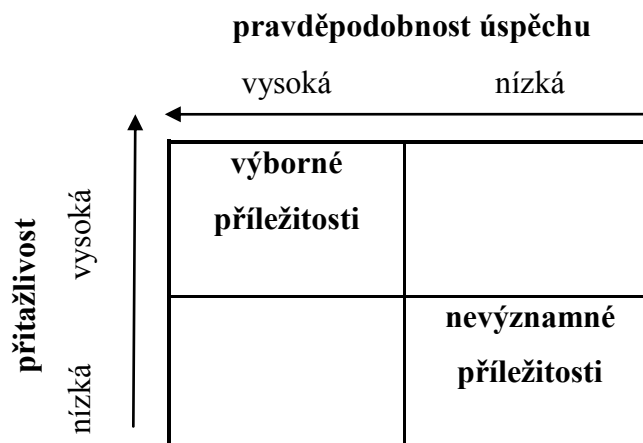 pravděpodobnost úspěchu
vysoká nízká
přitažlivost
vysoká
nízká
výborné
příležitosti
nevýznamné
příležitosti